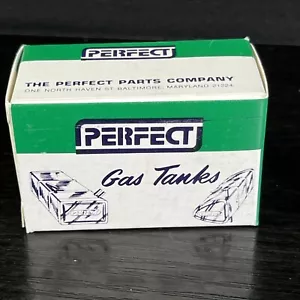 PERFECT
THE PERFECT PARTS COMPANY
ONE NORTH HAVEN ST. BALTIMORE, MARYLAND 21224
PERFECT
Gas Tanks